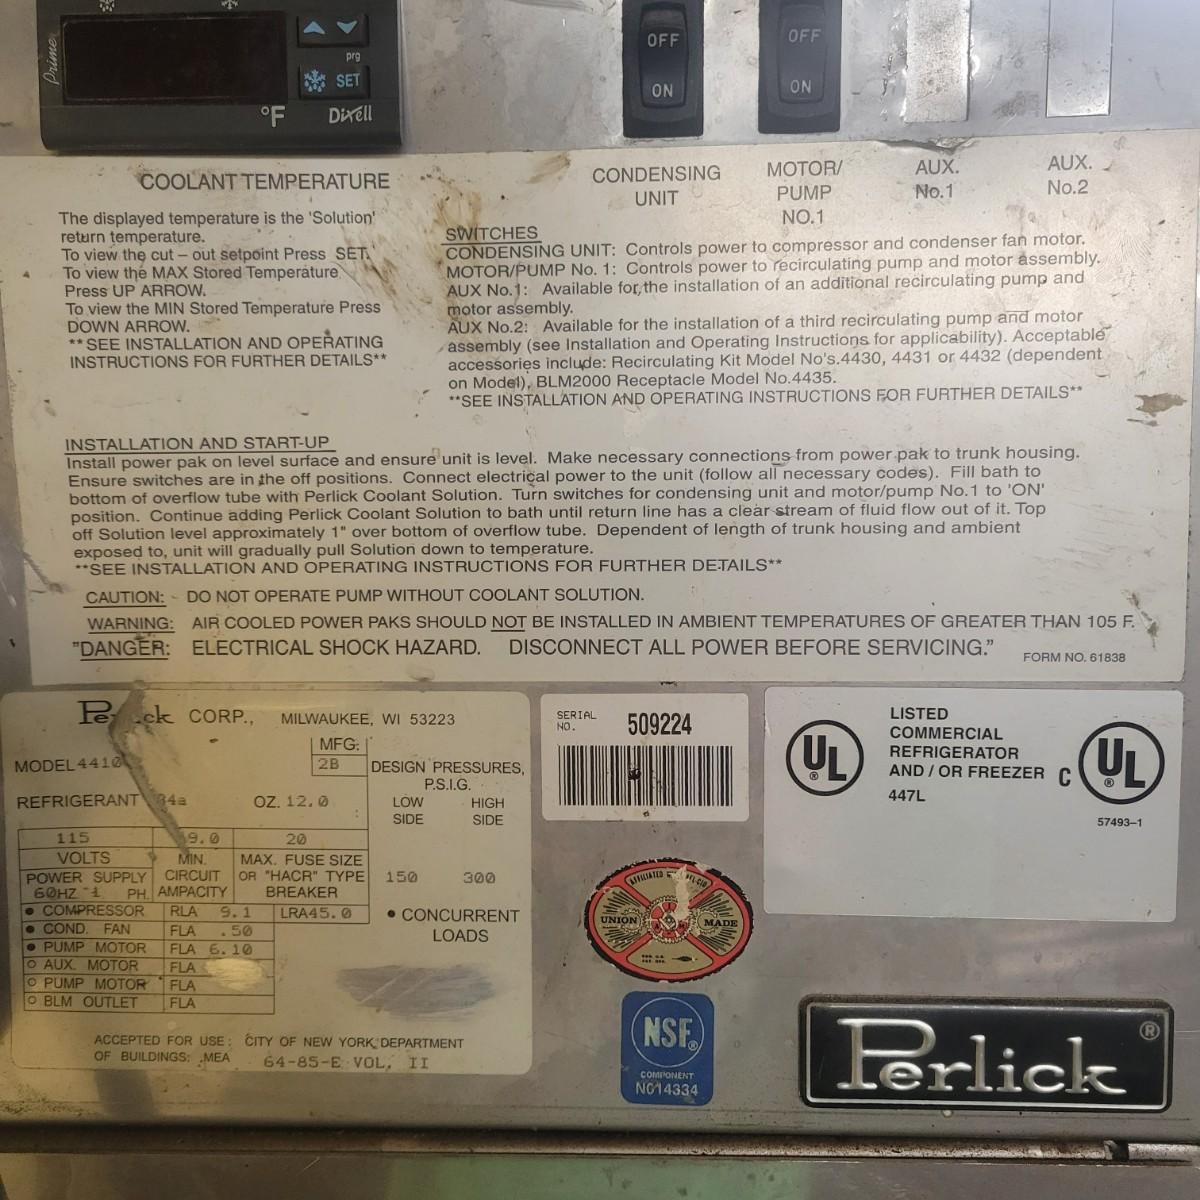 Prime
prg
SET
°F
Dixell
OFF
ON
OFF
ON
COOLANT TEMPERATURE
CONDENSING
UNIT
MOTOR/
PUMP
NO.1
AUX.
No.1
AUX.
No.2
The displayed temperature is the 'Solution'
return temperature.
To view the cut – out setpoint Press SET.
To view the MAX Stored Temperature
Press UP ARROW.
To view the MIN Stored Temperature Press
DOWN ARROW.
**SEE INSTALLATION AND OPERATING
INSTRUCTIONS FOR FURTHER DETAILS**
SWITCHES
CONDENSING UNIT: Controls power to compressor and condenser fan motor.
MOTOR/PUMP No. 1: Controls power to recirculating pump and motor assembly.
AUX No.1: Available for the installation of an additional recirculating pump and
motor assembly.
AUX No.2: Available for the installation of a third recirculating pump and motor
assembly (see Installation and Operating Instructions for applicability). Acceptable
accessories include: Recirculating Kit Model No's.4430, 4431 or 4432 (dependent
on Model), BLM2000 Receptacle Model No.4435.
**SEE INSTALLATION AND OPERATING INSTRUCTIONS FOR FURTHER DETAILS**
INSTALLATION AND START-UP
Install power pak on level surface and ensure unit is level. Make necessary connections from power pak to trunk housing.
Ensure switches are in the off positions. Connect electrical power to the unit (follow all necessary codes). Fill bath to
bottom of overflow tube with Perlick Coolant Solution. Turn switches for condensing unit and motor/pump No.1 to 'ON'
position. Continue adding Perlick Coolant Solution to bath until return line has a clear stream of fluid flow out of it. Top
off Solution level approximately 1" over bottom of overflow tube. Dependent of length of trunk housing and ambient
exposed to, unit will gradually pull Solution down to temperature.
**SEE INSTALLATION AND OPERATING INSTRUCTIONS FOR FURTHER DETAILS**
CAUTION: DO NOT OPERATE PUMP WITHOUT COOLANT SOLUTION.
WARNING: AIR COOLED POWER PAKS SHOULD NOT BE INSTALLED IN AMBIENT TEMPERATURES OF GREATER THAN 105 F.
"DANGER: ELECTRICAL SHOCK HAZARD. DISCONNECT ALL POWER BEFORE SERVICING."
FORM NO. 61838
CORP., MILWAUKEE, WI 53223
MFG:
2B
MODEL 4410
REFRIGERANT
OZ. 12.0
DESIGN PRESSURES,
P.S.I.G.
LOW
SIDE
HIGH
SIDE
150 300
115
VOLTS
POWER SUPPLY
60HZ 1 PH.
MIN.
CIRCUIT
AMPACITY
20
MAX. FUSE SIZE
OR "HACR" TYPE
BREAKER
• COMPRESSOR RLA 9.1 LRA45.0
• COND. FAN FLA .50
• PUMP MOTOR FLA 6.10
○ AUX. MOTOR FLA
○ PUMP MOTOR FLA
○ BLM OUTLET FLA
• CONCURRENT
LOADS
ACCEPTED FOR USE: CITY OF NEW YORK DEPARTMENT
OF BUILDINGS: MEA 64-85-E VOL, II
SERIAL
NO. 509224
UL
®
LISTED
COMMERCIAL
REFRIGERATOR
AND / OR FREEZER
447L
C UL
®
57493–1
AFFILIATED
UNION MADE
NSF®
COMPONENT
N014334
Perlick®